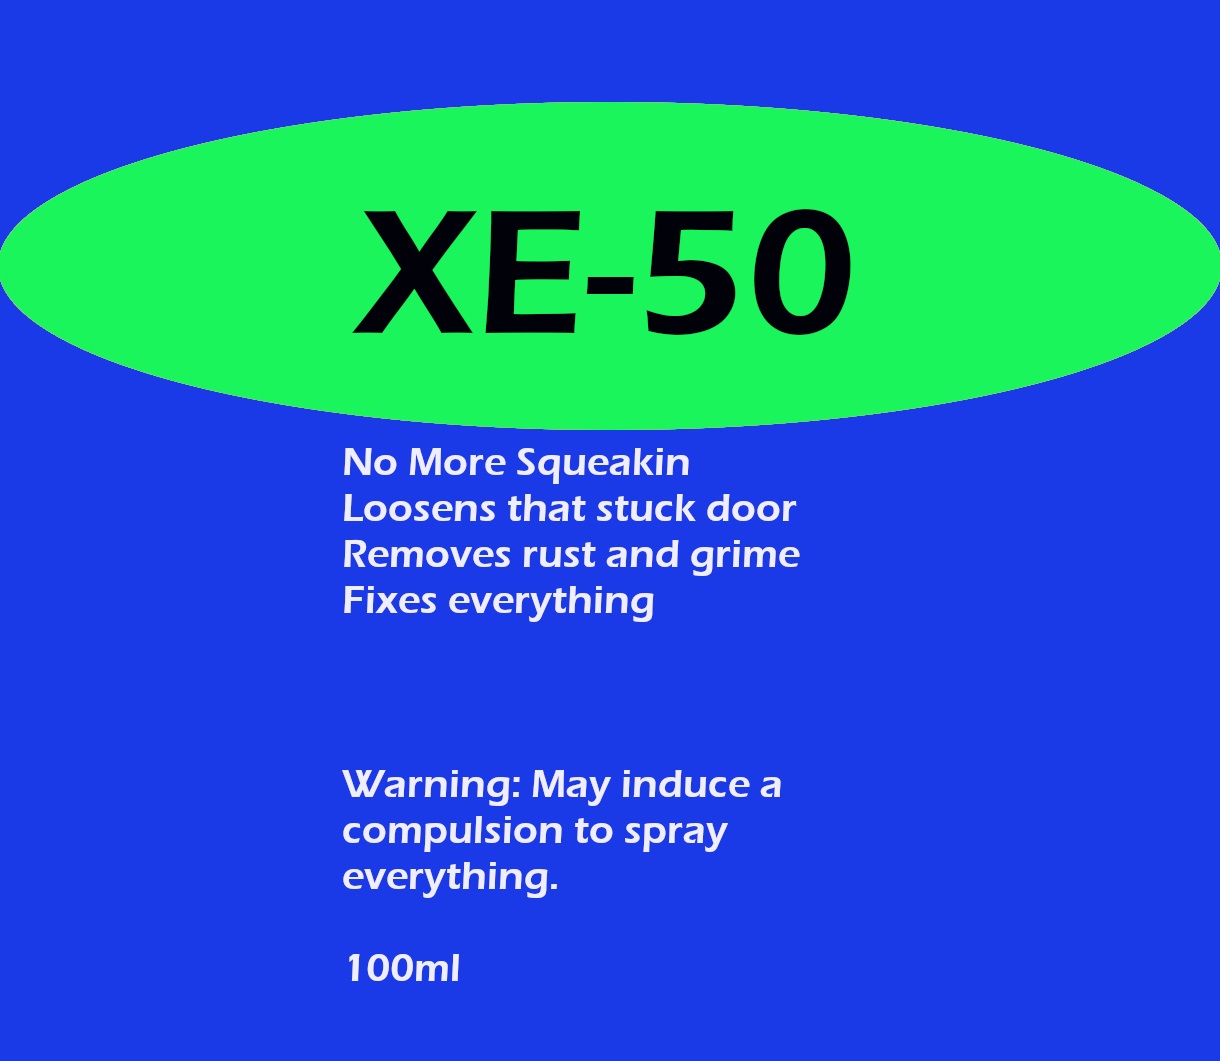 XE-50
No More Squeakin
Loosens that stuck door
Removes rust and grime
Fixes everything
Warning: May induce a
compulsion to spray
everything.
100ml